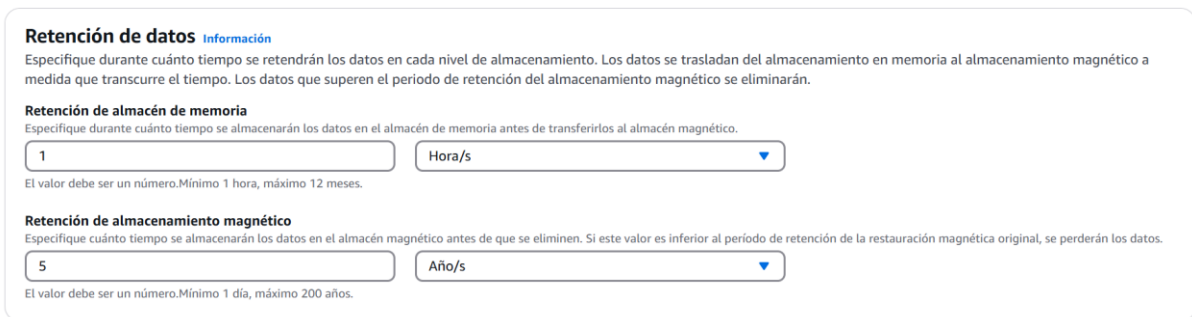 Retención de datos Información
Especifique durante cuánto tiempo se retendrán los datos en cada nivel de almacenamiento. Los datos se trasladan del almacenamiento en memoria al almacenamiento magnético a
medida que transcurre el tiempo. Los datos que superen el periodo de retención del almacenamiento magnético se eliminarán.
Retención de almacén de memoria
Especifique durante cuánto tiempo se almacenarán los datos en el almacén de memoria antes de transferirlos al almacén magnético.
1 Hora/s
El valor debe ser un número.Mínimo 1 hora, máximo 12 meses.
Retención de almacenamiento magnético
Especifique cuánto tiempo se almacenarán los datos en el almacén magnético antes de que se eliminen. Si este valor es inferior al período de retención de la restauración magnética original, se perderán los datos.
5 Año/s
El valor debe ser un número.Mínimo 1 día, máximo 200 años.